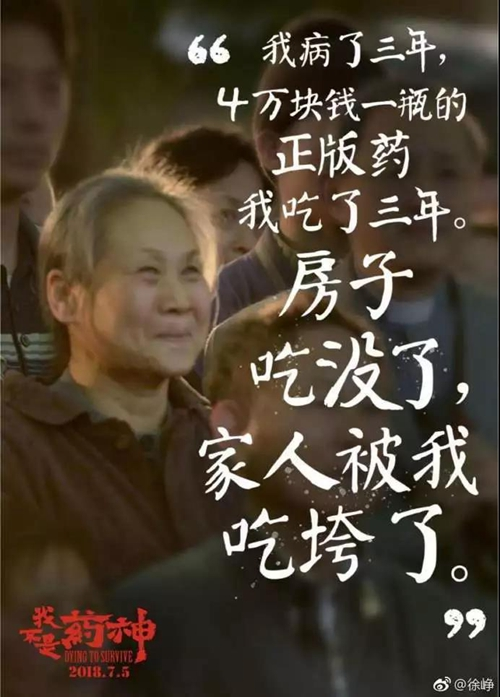 “
我病了三年，
4万块钱一瓶的
正版药
我吃了三年。
房子
吃没了，
家人被我
吃垮了。
”
我不是药神
DYING TO SURVIVE
2018.7.5
@徐峥